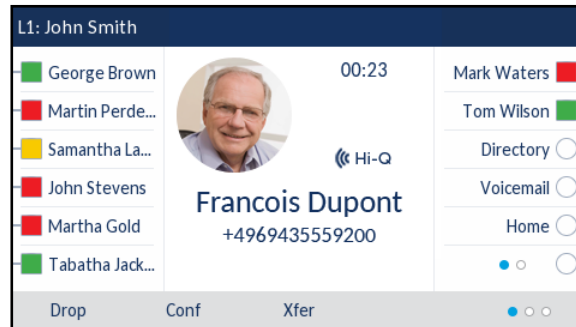 L1: John Smith
George Brown
Martin Perde...
Samantha La...
John Stevens
Martha Gold
Tabatha Jack...
00:23
Hi-Q
Francois Dupont
+4969435559200
Mark Waters
Tom Wilson
Directory
Voicemail
Home
Drop Conf Xfer